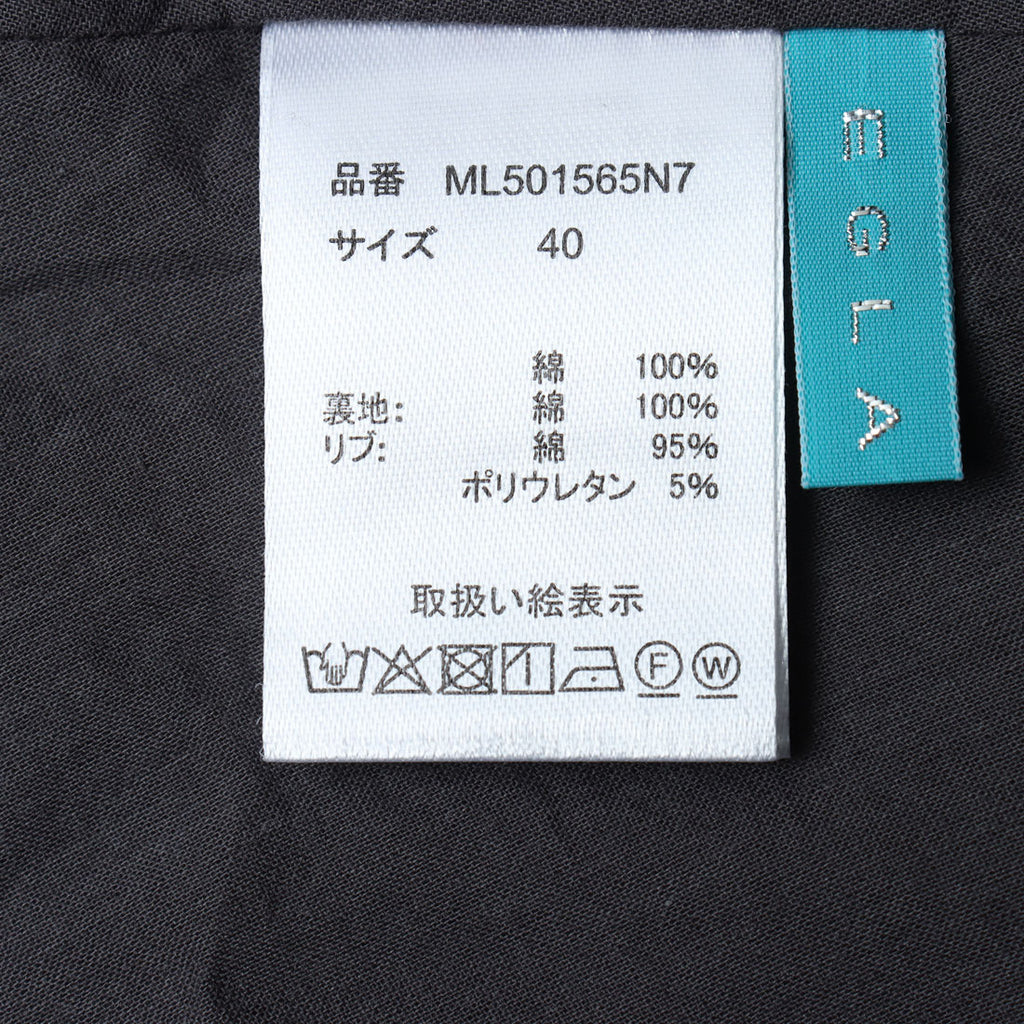 品番 ML501565N7
サイズ 40
綿 100%
裏地: 綿 100%
リブ: 綿 95%
ポリウレタン 5%
取扱い絵表示
F W
EGLA